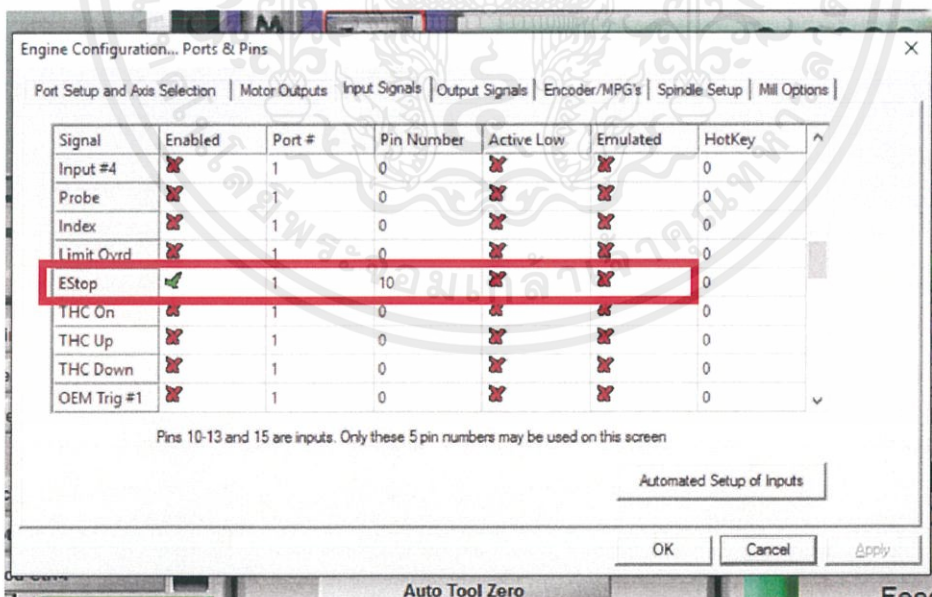 Engine Configuration... Ports & Pins
Port Setup and Axis Selection Motor Outputs Input Signals Output Signals Encoder/MPG's Spindle Setup Mill Options
Signal Enabled Port # Pin Number Active Low Emulated HotKey
Input #4 1 0 0
Probe 1 0 0
Index 1 0 0
Limit Ovrd 1 0 0
EStop 1 10 0
THC On 1 0 0
THC Up 1 0 0
THC Down 1 0 0
OEM Trig #1 1 0 0
Pins 10-13 and 15 are inputs. Only these 5 pin numbers may be used on this screen
Automated Setup of Inputs
OK Cancel Apply
Auto Tool Zero